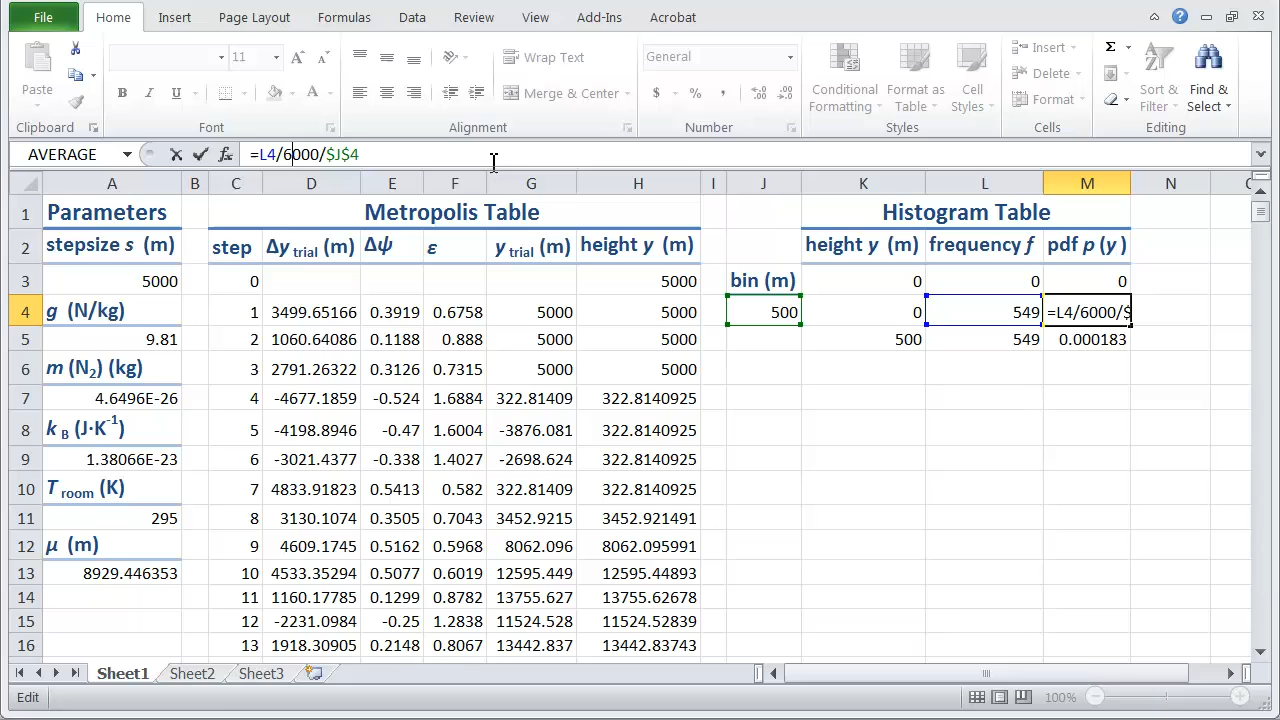 File Home Insert Page Layout Formulas Data Review View Add-Ins Acrobat
Paste 11 Wrap Text General Conditional Formatting Format as Table Cell Styles Insert Sort & Filter Find & Select
B I U Merge & Center $ % , Delete Format
Clipboard Font Alignment Number Styles Cells Editing
AVERAGE fx =L4/6000/$J$4
A B C D E F G H I J K L M N
1 Parameters Metropolis Table Histogram Table
2 stepsize s (m) step Δy trial (m) Δψ ε y trial (m) height y (m) height y (m) frequency f pdf p (y)
3 5000 0 5000 bin (m) 0 0 0
4 g (N/kg) 1 3499.65166 0.3919 0.6758 5000 5000 500 0 549 =L4/6000/$
5 9.81 2 1060.64086 0.1188 0.888 5000 5000 500 549 0.000183
6 m (N2) (kg) 3 2791.26322 0.3126 0.7315 5000 5000
7 4.6496E-26 4 -4677.1859 -0.524 1.6884 322.81409 322.8140925
8 k B (J·K-1) 5 -4198.8946 -0.47 1.6004 -3876.081 322.8140925
9 1.38066E-23 6 -3021.4377 -0.338 1.4027 -2698.624 322.8140925
10 T room (K) 7 4833.91823 0.5413 0.582 322.81409 322.8140925
11 295 8 3130.1074 0.3505 0.7043 3452.9215 3452.921491
12 μ (m) 9 4609.1745 0.5162 0.5968 8062.096 8062.095991
13 8929.446353 10 4533.35294 0.5077 0.6019 12595.449 12595.44893
14 11 1160.17785 0.1299 0.8782 13755.627 13755.62678
15 12 -2231.0984 -0.25 1.2838 11524.528 11524.52839
16 13 1918.30905 0.2148 0.8067 13442.837 13442.83743
Sheet1 Sheet2 Sheet3
Edit 100%